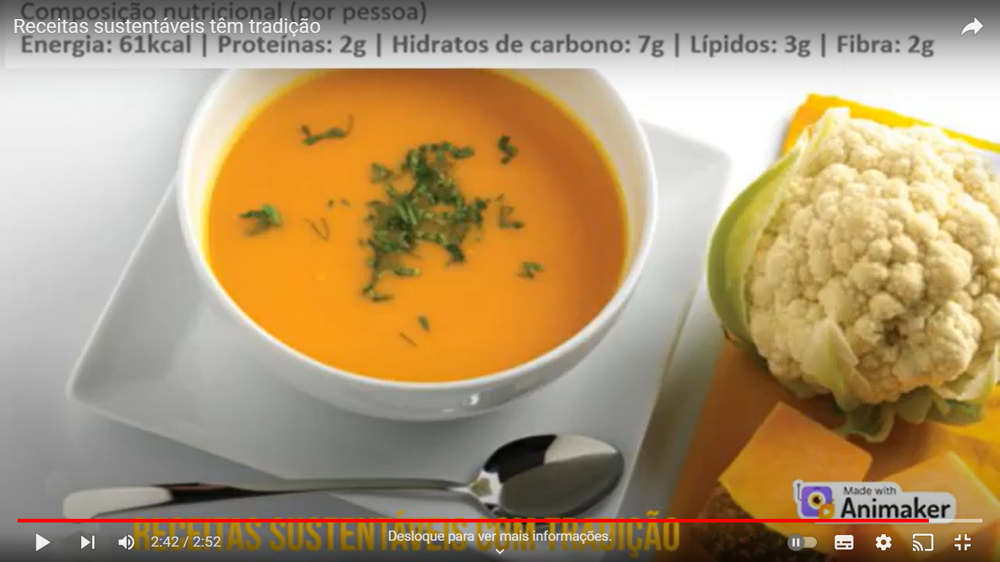 Composição nutricional (por pessoa)
Receitas sustentáveis têm tradição
Energia: 61kcal | Proteínas: 2g | Hidratos de carbono: 7g | Lípidos: 3g | Fibra: 2g
Made with
Animaker
RECEITAS SUSTENTÁVEIS COM TRADIÇÃO
2:42 / 2:52
Desloque para ver mais informações.